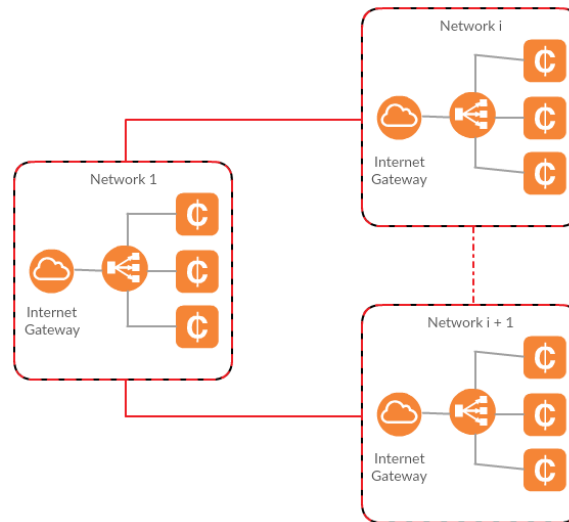 Network i
Internet
Gateway
Network 1
Internet
Gateway
Network i + 1
Internet
Gateway